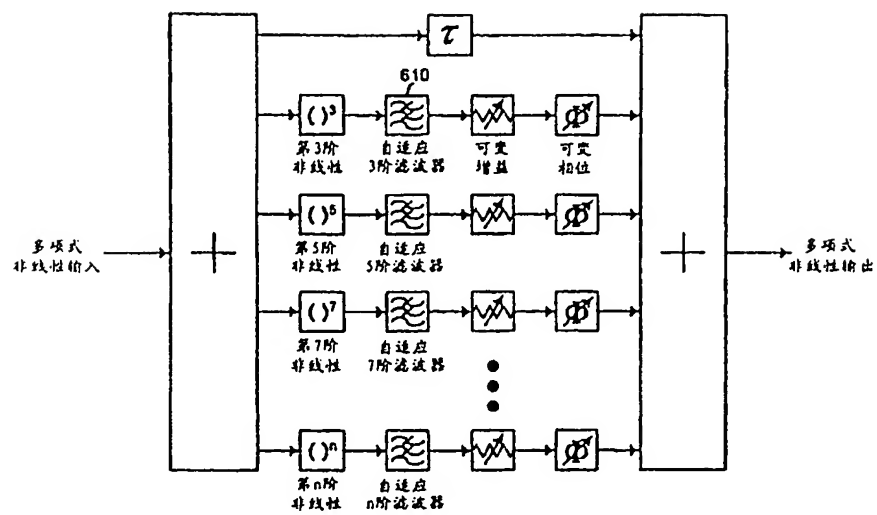 τ
610
( )³
第3阶
非线性
自适应
3阶滤波器
可变
增益
Φ
可变
相位
( )⁵
第5阶
非线性
自适应
5阶滤波器
Φ
多项式
非线性输入
+
+
多项式
非线性输出
( )⁷
第7阶
非线性
自适应
7阶滤波器
Φ
( )ⁿ
第n阶
非线性
自适应
n阶滤波器
Φ